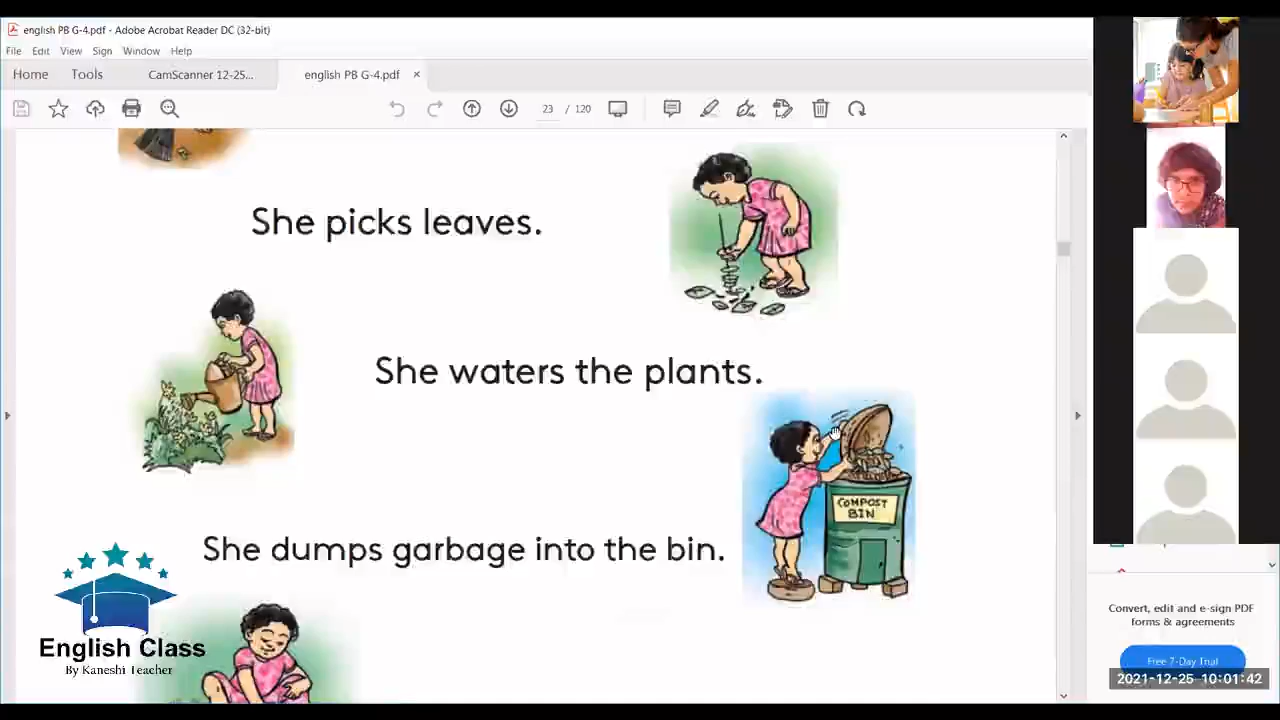 english PB G-4.pdf - Adobe Acrobat Reader DC (32-bit)
File Edit View Sign Window Help
Home Tools CamScanner 12-25... english PB G-4.pdf ×
23 / 120
She picks leaves.
She waters the plants.
COMPOST
BIN
She dumps garbage into the bin.
English Class
By Kaneshi Teacher
Convert, edit and e-sign PDF
forms & agreements
Free 7-Day Trial
2021-12-25 10:01:42